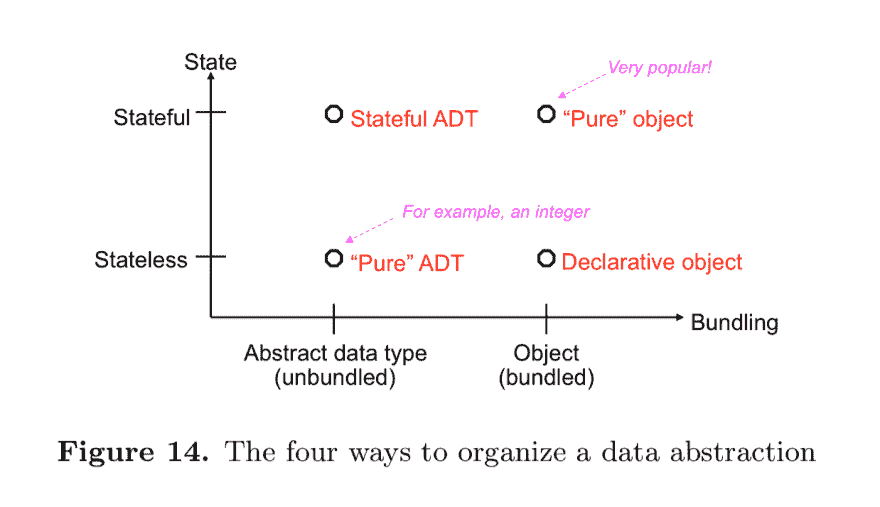 State
Very popular!
Stateful
Stateful ADT
“Pure” object
For example, an integer
Stateless
“Pure” ADT
Declarative object
Bundling
Abstract data type
(unbundled)
Object
(bundled)
Figure 14. The four ways to organize a data abstraction